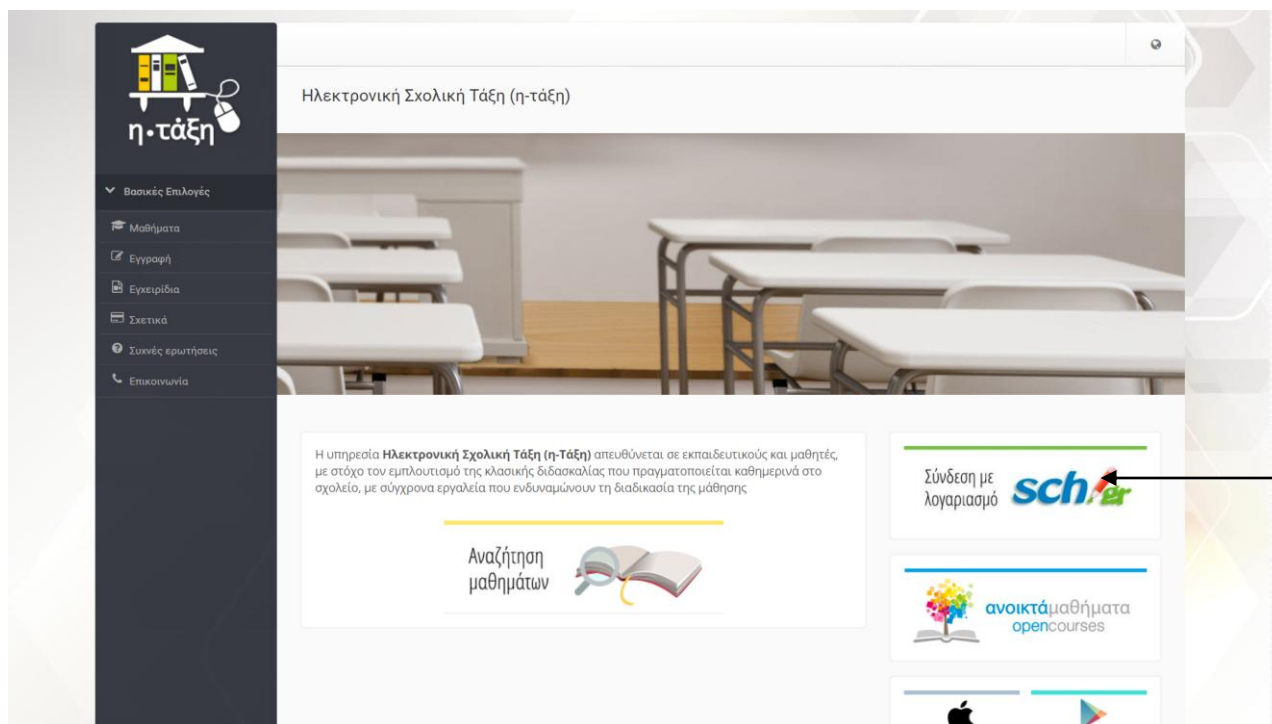 η·τάξη
Ηλεκτρονική Σχολική Τάξη (η-τάξη)
Βασικές Επιλογές
Μαθήματα
Εγγραφή
Εγχειρίδια
Σχετικά
Συχνές ερωτήσεις
Επικοινωνία
Η υπηρεσία Ηλεκτρονική Σχολική Τάξη (η-Τάξη) απευθύνεται σε εκπαιδευτικούς και μαθητές,
με στόχο τον εμπλουτισμό της κλασικής διδασκαλίας που πραγματοποιείται καθημερινά στο
σχολείο, με σύγχρονα εργαλεία που ενδυναμώνουν τη διαδικασία της μάθησης
Αναζήτηση
μαθημάτων
Σύνδεση με
λογαριασμό
sch.gr
ανοικτάμαθήματα
opencourses